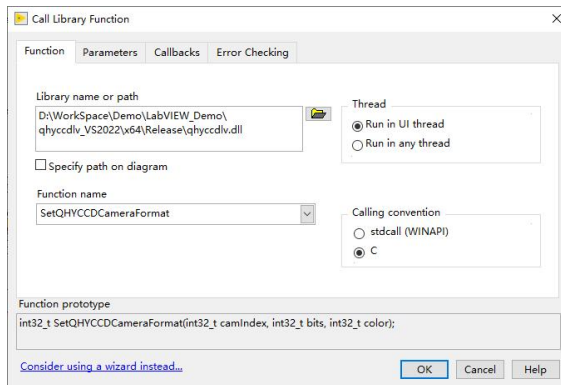 Call Library Function
Function
Parameters
Callbacks
Error Checking
Library name or path
D:\WorkSpace\Demo\LabVIEW_Demo\
qhyccdlv_VS2022\x64\Release\qhyccdlv.dll
Specify path on diagram
Function name
SetQHYCCDCameraFormat
Thread
Run in UI thread
Run in any thread
Calling convention
stdcall (WINAPI)
C
Function prototype
int32_t SetQHYCCDCameraFormat(int32_t camIndex, int32_t bits, int32_t color);
Consider using a wizard instead...
OK
Cancel
Help